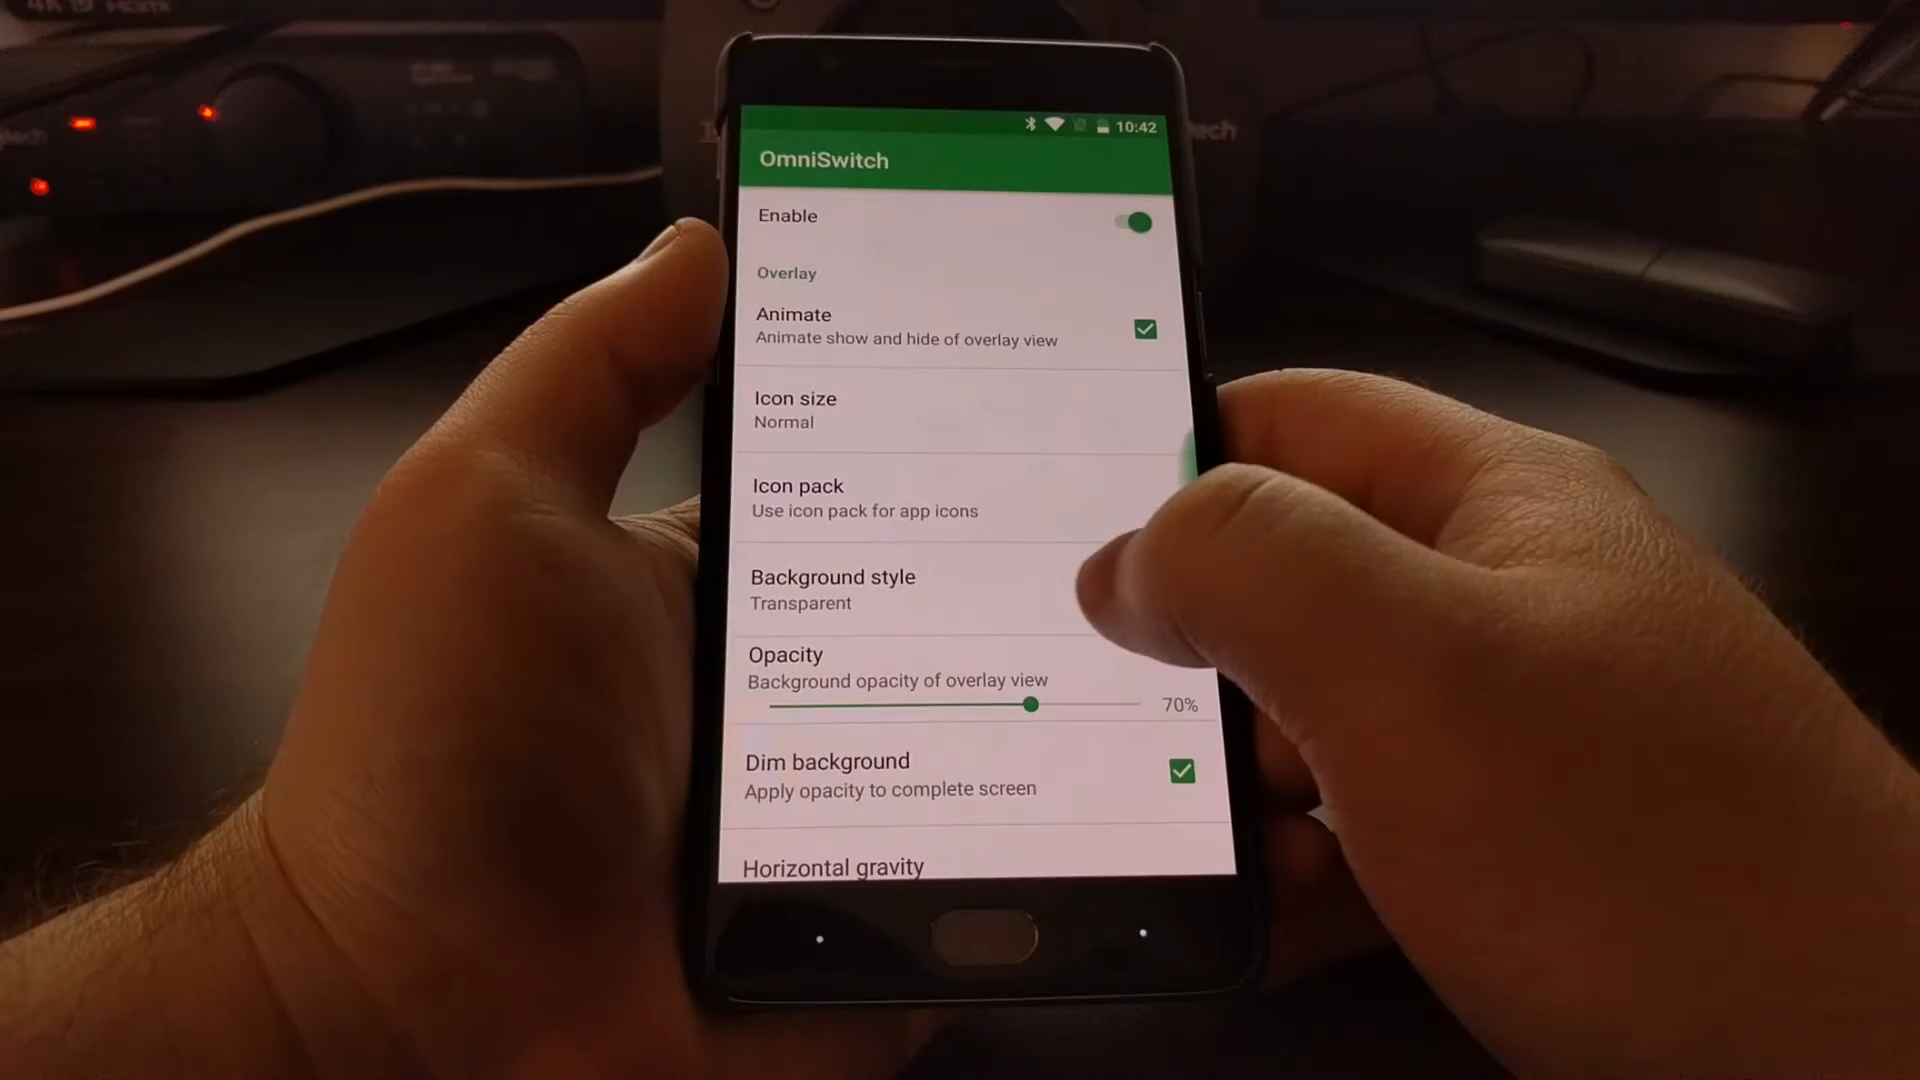 4K HDMI
10:42
OmniSwitch
Enable
Overlay
Animate
Animate show and hide of overlay view
Icon size
Normal
Icon pack
Use icon pack for app icons
Background style
Transparent
Opacity
Background opacity of overlay view
70%
Dim background
Apply opacity to complete screen
Horizontal gravity